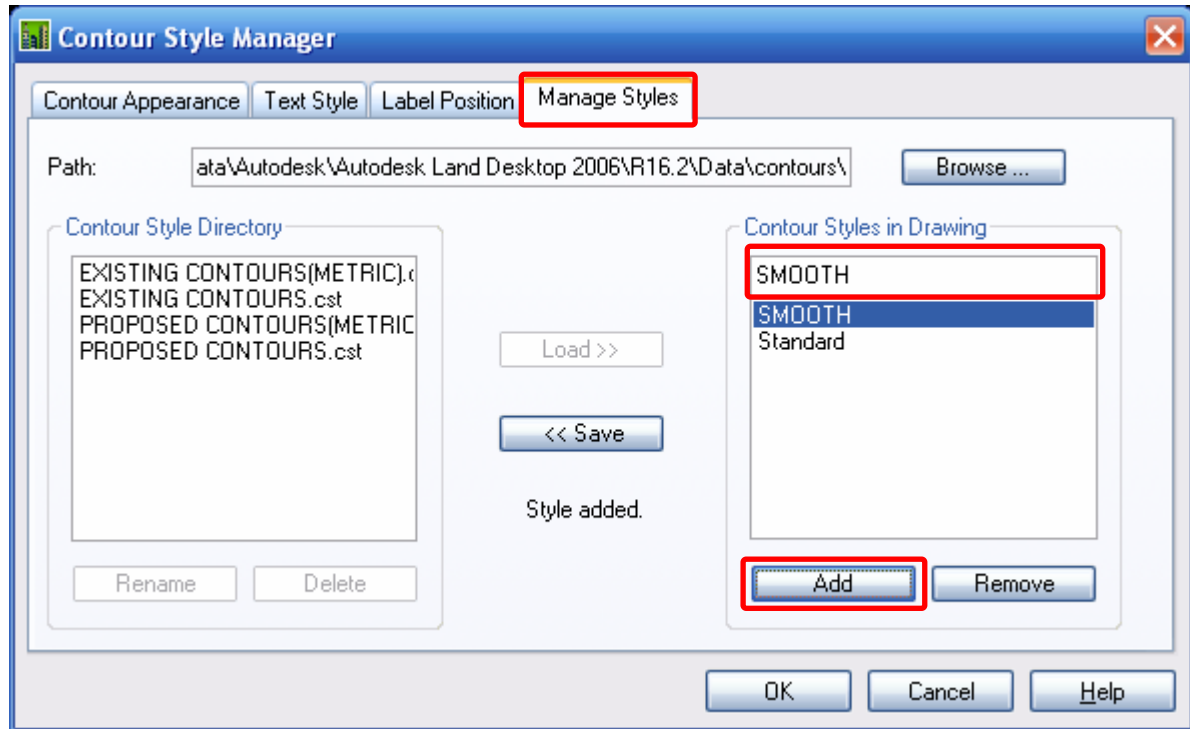 Contour Style Manager
Contour Appearance
Text Style
Label Position
Manage Styles
Path:
ata\Autodesk\Autodesk Land Desktop 2006\R16.2\Data\contours\
Browse ...
Contour Style Directory
EXISTING CONTOURS(METRIC).c
EXISTING CONTOURS.cst
PROPOSED CONTOURS(METRIC
PROPOSED CONTOURS.cst
Rename
Delete
Load >>
<< Save
Style added.
Contour Styles in Drawing
SMOOTH
SMOOTH
Standard
Add
Remove
OK
Cancel
Help